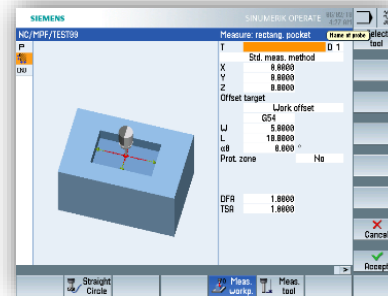 SIEMENS
SINUMERIK OPERATE
NC/MPF/TEST99
Measure: rectang. pocket
Name of probe
Select tool
T D 1
Std. meas. method
X 0.0000
Y 0.0000
Z 0.0000
Offset target
Work offset
G54
W 5.0000
L 10.0000
α0 0.000 °
Prot. zone No
DFA 1.0000
TSA 1.0000
Cancel
Accept
Straight Circle
Meas. workp.
Meas. tool